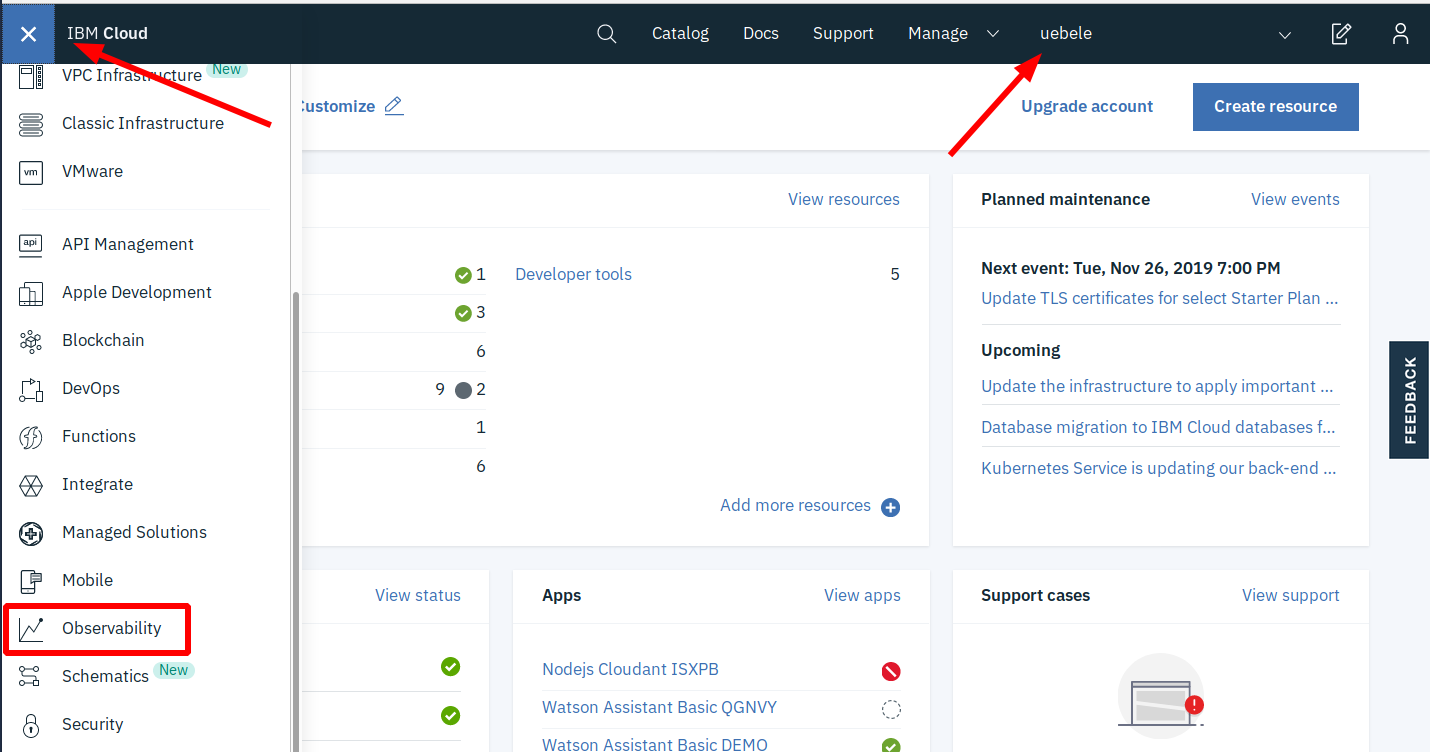 IBM Cloud
Catalog
Docs
Support
Manage
uebele
VPC Infrastructure New
Classic Infrastructure
vm
VMware
api
API Management
Apple Development
Blockchain
DevOps
Functions
Integrate
Managed Solutions
Mobile
Observability
Schematics New
Security
Customize
Upgrade account
Create resource
View resources
1
3
6
9 2
1
6
Developer tools 5
Add more resources
Planned maintenance
View events
Next event: Tue, Nov 26, 2019 7:00 PM
Update TLS certificates for select Starter Plan ...
Upcoming
Update the infrastructure to apply important ...
Database migration to IBM Cloud databases f...
Kubernetes Service is updating our back-end ...
FEEDBACK
View status
Apps
View apps
Nodejs Cloudant ISXPB
Watson Assistant Basic QGNVY
Watson Assistant Basic DEMO
Support cases
View support